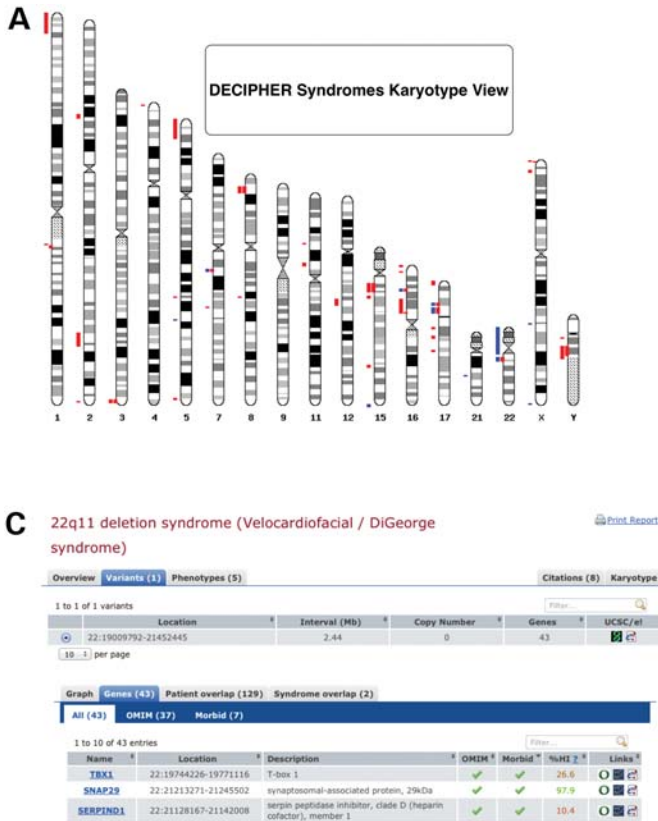 A
DECIPHER Syndromes Karyotype View
1 2 3 4 5 7 8 9 11 12 15 16 17 21 22 X Y
C
22q11 deletion syndrome (Velocardiofacial / DiGeorge
syndrome)
Print Report
Overview Variants (1) Phenotypes (5) Citations (8) Karyotype
1 to 1 of 1 variants Filter...
Location Interval (Mb) Copy Number Genes UCSC/e!
22:19009792-21452445 2.44 0 43
10 per page
Graph Genes (43) Patient overlap (129) Syndrome overlap (2)
All (43) OMIM (37) Morbid (7)
1 to 10 of 43 entries Filter...
Name Location Description OMIM Morbid %HI ? Links
TBX1 22:19744226-19771116 T-box 1 26.6
SNAP29 22:21213271-21245502 synaptosomal-associated protein, 29kDa 97.9
SERPIND1 22:21128167-21142008 serpin peptidase inhibitor, clade D (heparin 10.4
cofactor), member 1